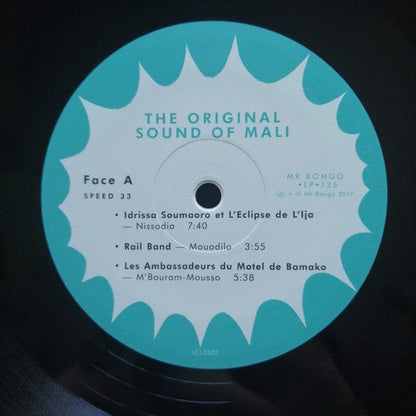 THE ORIGINAL
SOUND OF MALI
Face A
SPEED 33
MR BONGO
•LP•135
(p) + © Mr Bongo 2017
• Idrissa Soumaoro et L'Eclipse de L'Ija
— Nissodia 7:40
• Rail Band — Mouodilo 3:55
• Les Ambassadeurs du Motel de Bamako
— M'Bouram-Mousso 5:38